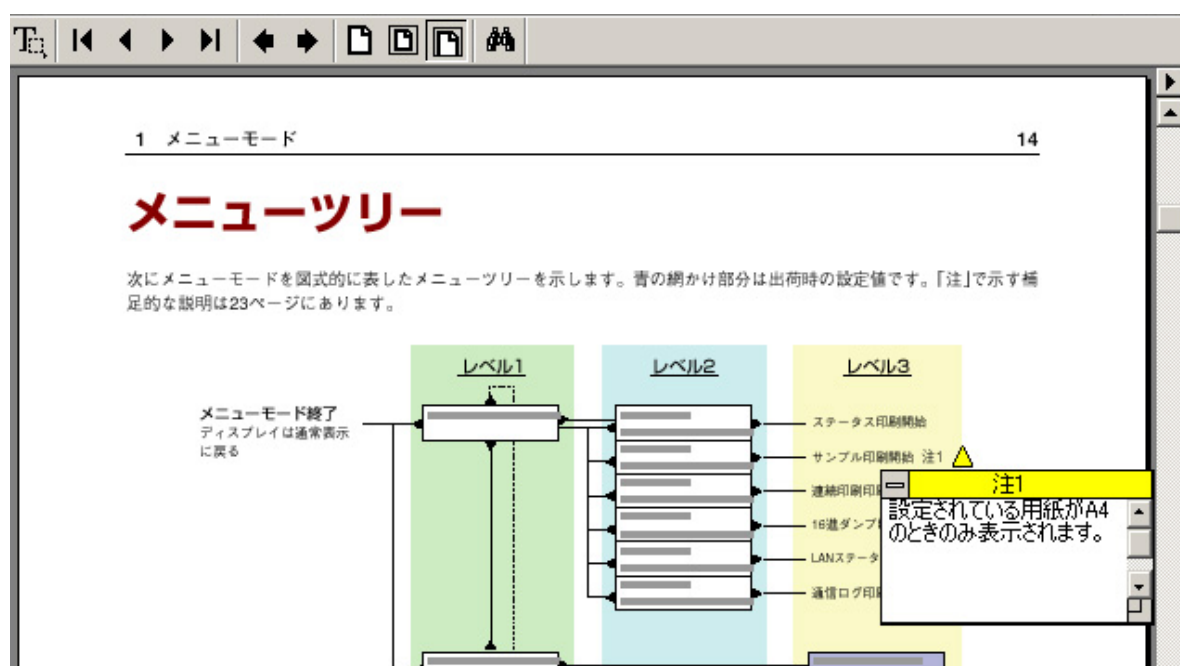 1 メニューモード
14
メニューツリー
次にメニューモードを図式的に表したメニューツリーを示します。青の網かけ部分は出荷時の設定値です。「注」で示す補
足的な説明は23ページにあります。
レベル1
レベル2
レベル3
メニューモード終了
ディスプレイは通常表示
に戻る
ステータス印刷開始
サンプル印刷開始 注1
注1
設定されている用紙がA4
のときのみ表示されます。
連続印刷印
16進ダンプ
LANステータ
通信ログ印